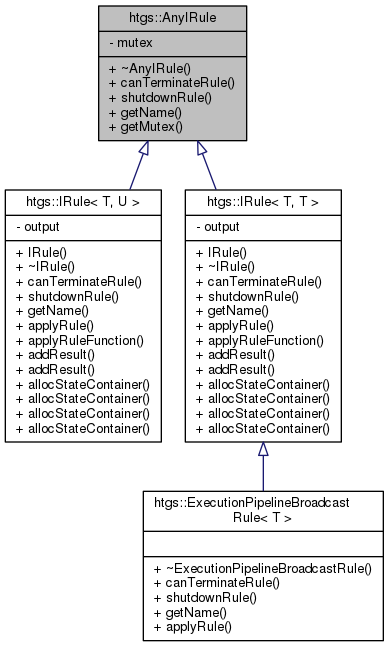 htgs::AnyIRule
- mutex
+ ~AnyIRule()
+ canTerminateRule()
+ shutdownRule()
+ getName()
+ getMutex()
htgs::IRule< T, U >
- output
+ IRule()
+ ~IRule()
+ canTerminateRule()
+ shutdownRule()
+ getName()
+ applyRule()
+ applyRuleFunction()
+ addResult()
+ addResult()
+ allocStateContainer()
+ allocStateContainer()
+ allocStateContainer()
+ allocStateContainer()
htgs::IRule< T, T >
- output
+ IRule()
+ ~IRule()
+ canTerminateRule()
+ shutdownRule()
+ getName()
+ applyRule()
+ applyRuleFunction()
+ addResult()
+ addResult()
+ allocStateContainer()
+ allocStateContainer()
+ allocStateContainer()
+ allocStateContainer()
htgs::ExecutionPipelineBroadcast
Rule< T >
+ ~ExecutionPipelineBroadcastRule()
+ canTerminateRule()
+ shutdownRule()
+ getName()
+ applyRule()